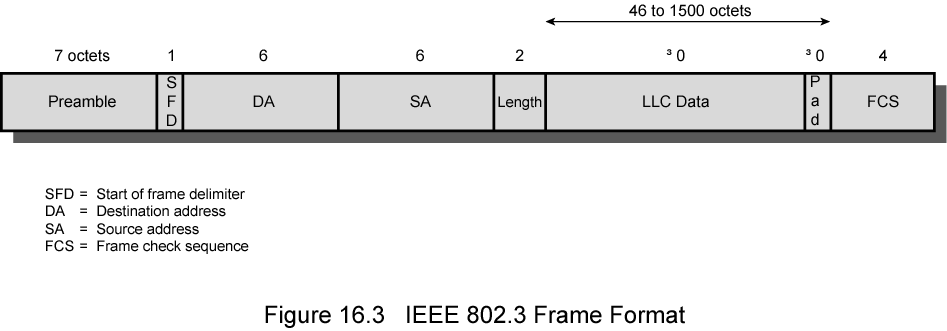 46 to 1500 octets
7 octets 1 6 6 2 ³ 0 ³ 0 4
Preamble SFD DA SA Length LLC Data Pad FCS
SFD = Start of frame delimiter
DA = Destination address
SA = Source address
FCS = Frame check sequence
Figure 16.3 IEEE 802.3 Frame Format